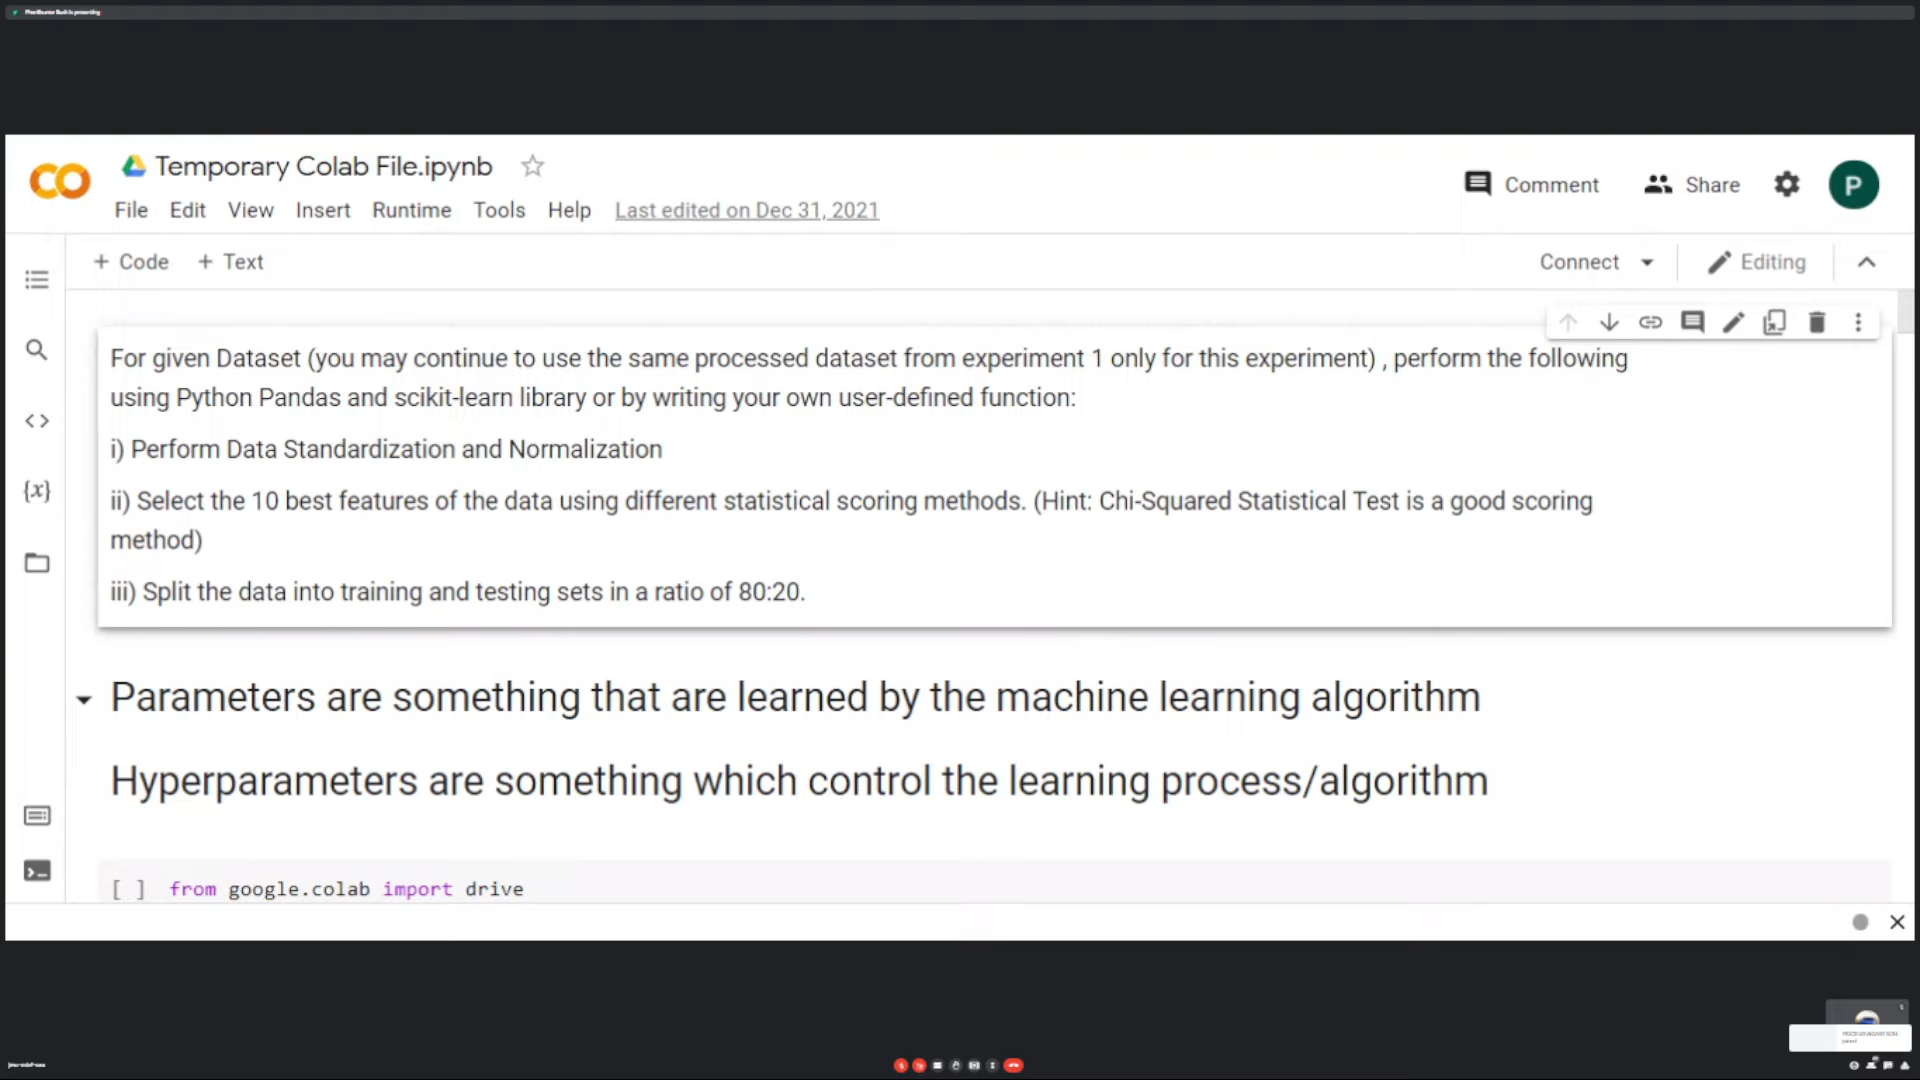 Temporary Colab File.ipynb
File Edit View Insert Runtime Tools Help Last edited on Dec 31, 2021
Comment Share P
+ Code + Text
Connect Editing
For given Dataset (you may continue to use the same processed dataset from experiment 1 only for this experiment) , perform the following
using Python Pandas and scikit-learn library or by writing your own user-defined function:
i) Perform Data Standardization and Normalization
ii) Select the 10 best features of the data using different statistical scoring methods. (Hint: Chi-Squared Statistical Test is a good scoring
method)
iii) Split the data into training and testing sets in a ratio of 80:20.
Parameters are something that are learned by the machine learning algorithm
Hyperparameters are something which control the learning process/algorithm
[ ] from google.colab import drive